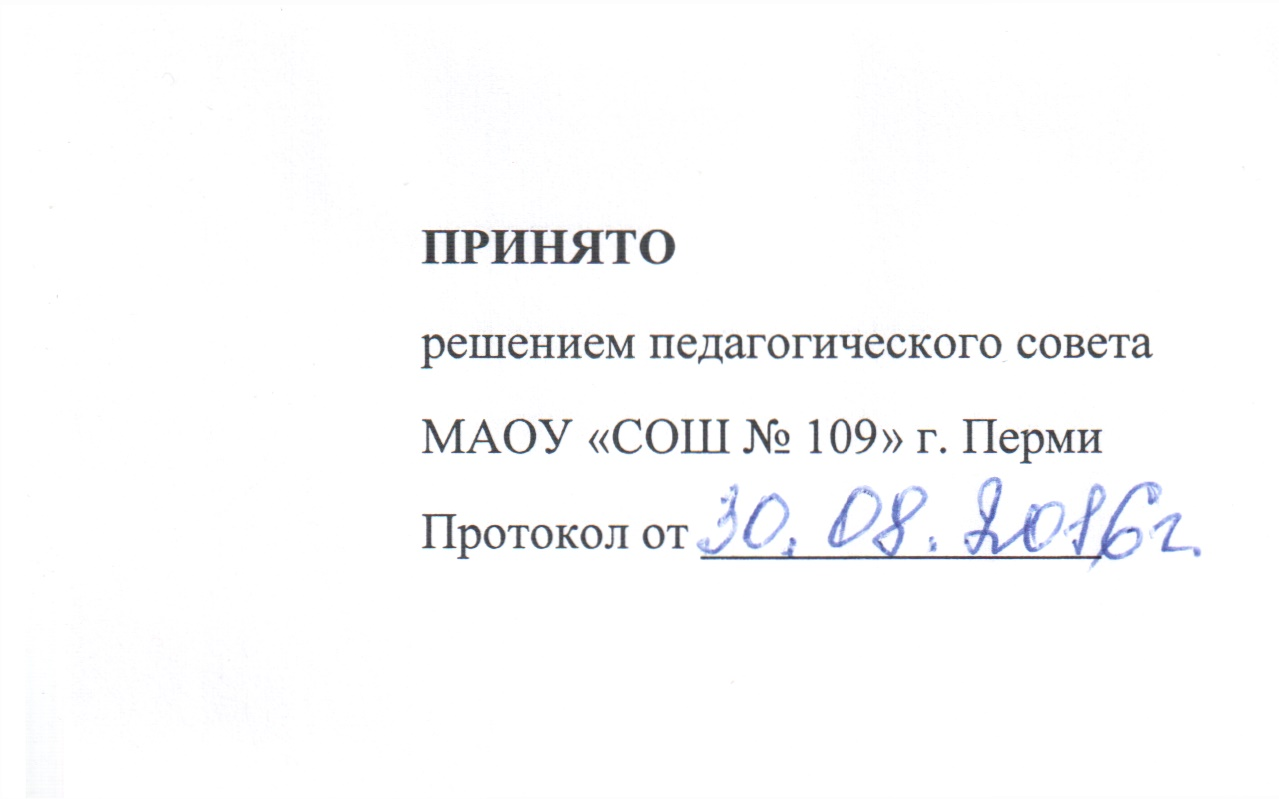 ПРИНЯТО
решением педагогического совета
МАОУ «СОШ № 109» г. Перми
Протокол от 30.08.2016г.